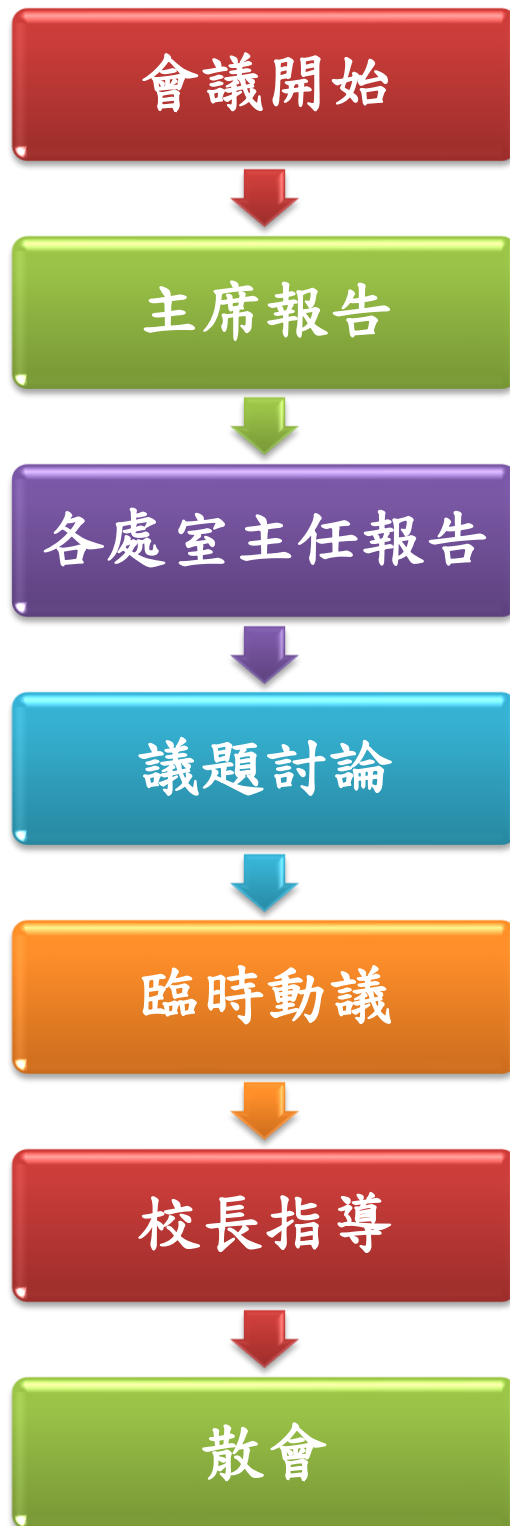 會議開始
主席報告
各處室主任報告
議題討論
臨時動議
校長指導
散會